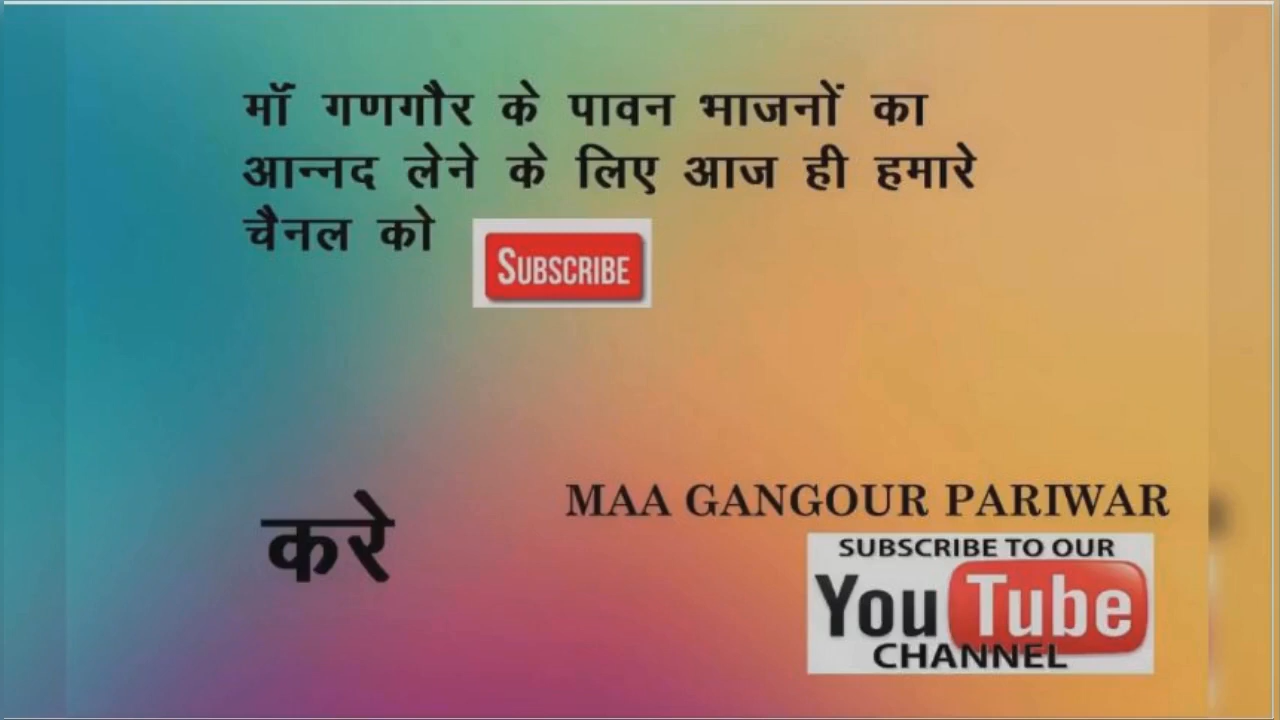 मॉं गणगौर के पावन भाजनों का
आन्नद लेने के लिए आज ही हमारे
चैनल को SUBSCRIBE
करे
MAA GANGOUR PARIWAR
SUBSCRIBE TO OUR
YouTube
CHANNEL